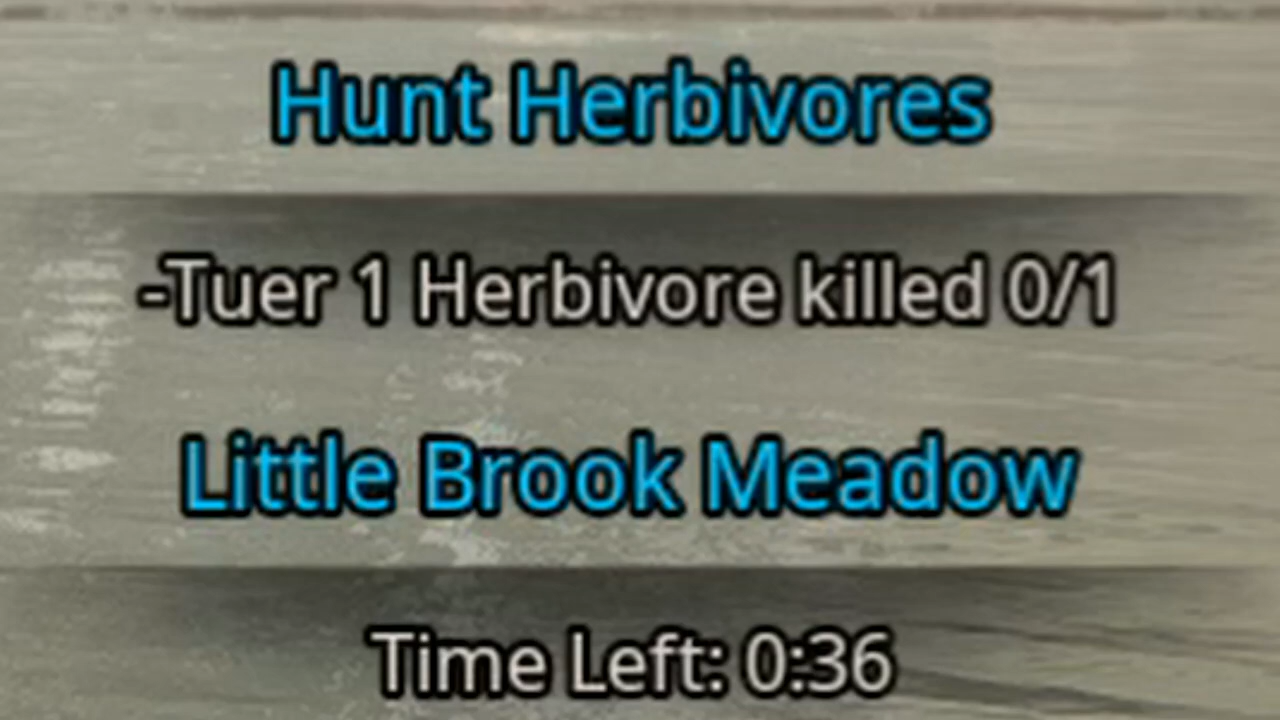 Hunt Herbivores
-Tuer 1 Herbivore killed 0/1
Little Brook Meadow
Time Left: 0:36